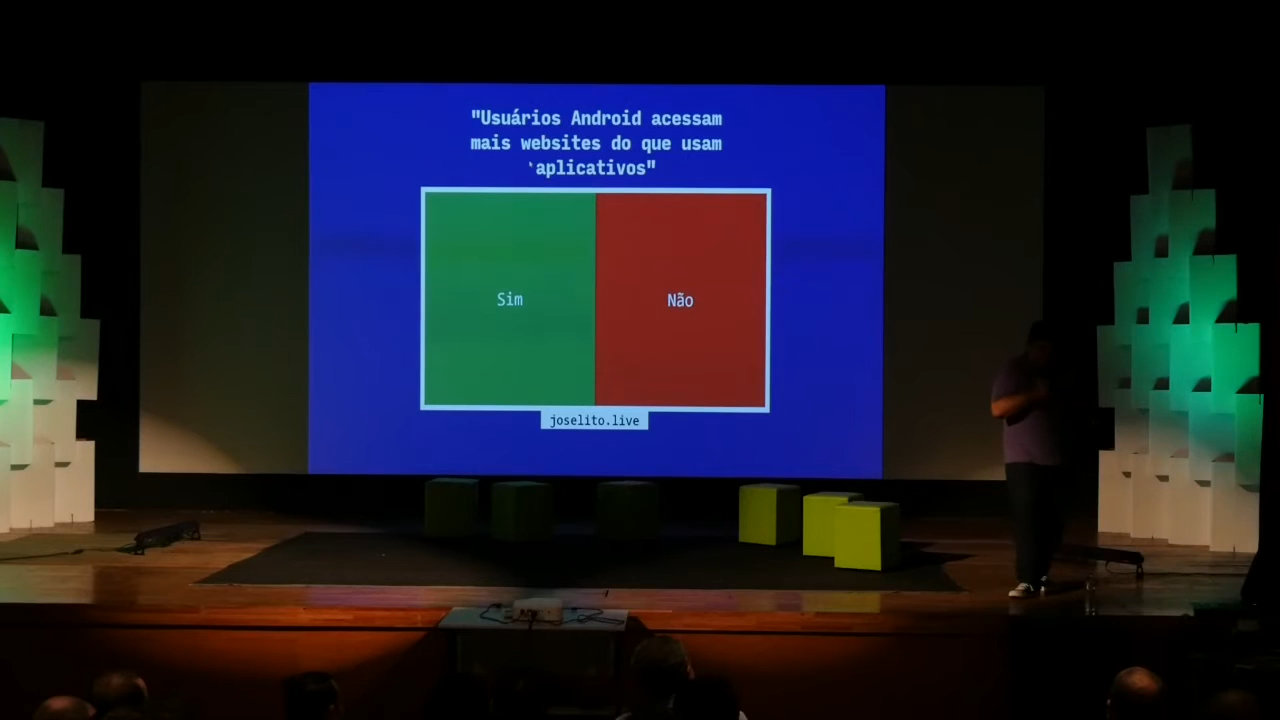 "Usuários Android acessam
mais websites do que usam
`aplicativos"
Sim
Não
joselito.live